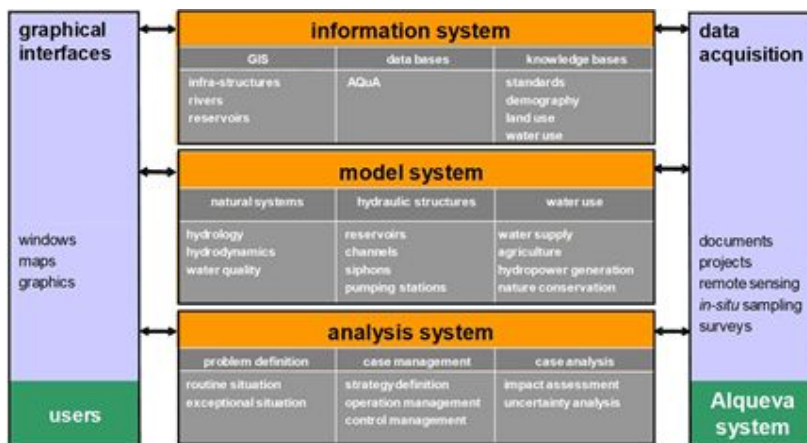 graphical
interfaces
windows
maps
graphics
users
information system
GIS
data bases
knowledge bases
infra-structures
rivers
reservoirs
AQuA
standards
demography
land use
water use
model system
natural systems
hydraulic structures
water use
hydrology
hydrodynamics
water quality
reservoirs
channels
siphons
pumping stations
water supply
agriculture
hydropower generation
nature conservation
analysis system
problem definition
case management
case analysis
routine situation
exceptional situation
strategy definition
operation management
control management
impact assessment
uncertainty analysis
data
acquisition
documents
projects
remote sensing
in-situ sampling
surveys
Alqueva
system